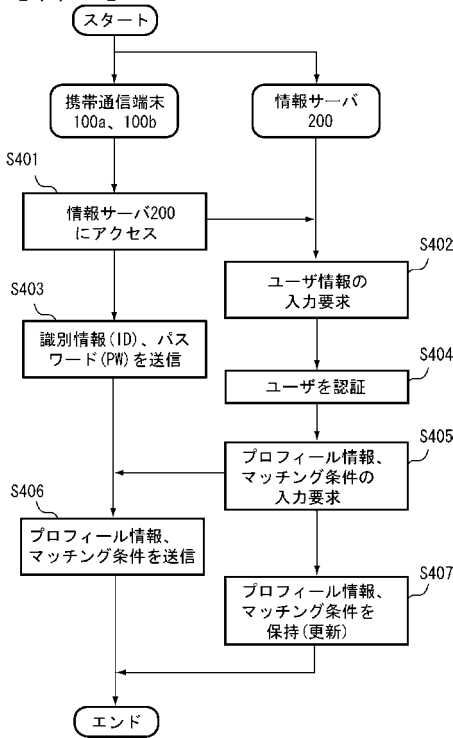 スタート
携帯通信端末
100a、100b
情報サーバ
200
S401
情報サーバ200
にアクセス
S402
ユーザ情報の
入力要求
S403
識別情報(ID)、パス
ワード(PW)を送信
S404
ユーザを認証
S405
プロフィール情報、
マッチング条件の
入力要求
S406
プロフィール情報、
マッチング条件を送信
S407
プロフィール情報、
マッチング条件を
保持(更新)
エンド